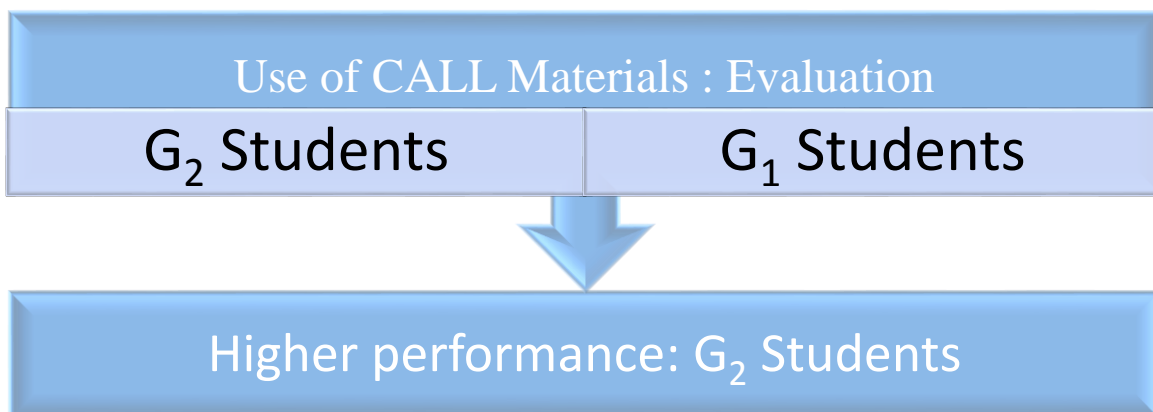 Use of CALL Materials : Evaluation
G₂ Students
G₁ Students
Higher performance: G₂ Students